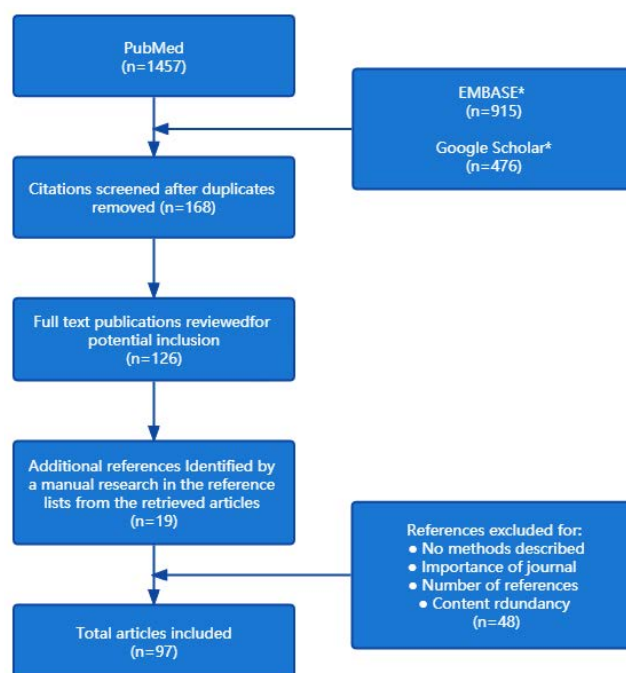 PubMed
(n=1457)
EMBASE*
(n=915)
Google Scholar*
(n=476)
Citations screened after duplicates
removed (n=168)
Full text publications reviewedfor
potential inclusion
(n=126)
Additional references Identified by
a manual research in the reference
lists from the retrieved articles
(n=19)
References excluded for:
● No methods described
● Importance of journal
● Number of references
● Content rdundancy
(n=48)
Total articles included
(n=97)